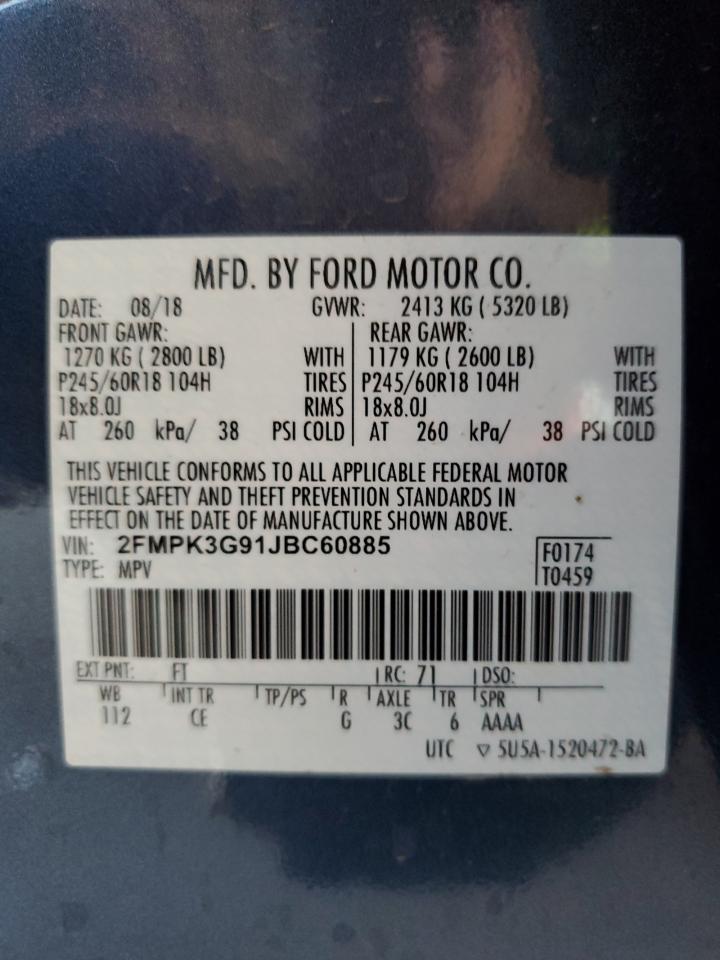 MFD. BY FORD MOTOR CO.
DATE: 08/18 GVWR: 2413 KG ( 5320 LB)
FRONT GAWR: REAR GAWR:
1270 KG ( 2800 LB) WITH 1179 KG ( 2600 LB) WITH
P245/60R18 104H TIRES P245/60R18 104H TIRES
18x8.0J RIMS 18x8.0J RIMS
AT 260 kPa/ 38 PSI COLD AT 260 kPa/ 38 PSI COLD
THIS VEHICLE CONFORMS TO ALL APPLICABLE FEDERAL MOTOR
VEHICLE SAFETY AND THEFT PREVENTION STANDARDS IN
EFFECT ON THE DATE OF MANUFACTURE SHOWN ABOVE.
VIN: 2FMPK3G91JBC60885 F0174
TYPE: MPV T0459
EXT PNT: FT RC: 71 DSO:
WB INT TR TP/PS R AXLE TR SPR
112 CE G 3C 6 AAAA
UTC ▽ 5U5A-1520472-BA